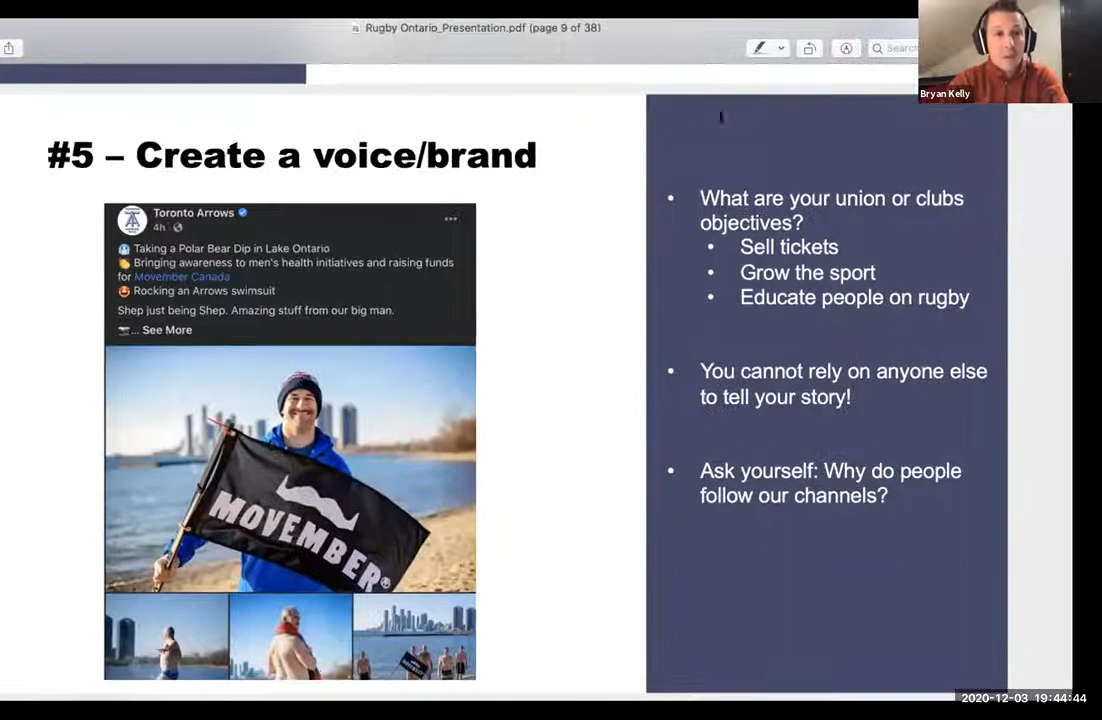 Rugby Ontario_Presentation.pdf (page 9 of 38)
Search
Bryan Kelly
#5 – Create a voice/brand
Toronto Arrows
4h
Taking a Polar Bear Dip in Lake Ontario
Bringing awareness to men's health initiatives and raising funds
for Movember Canada
Rocking an Arrows swimsuit
Shep just being Shep. Amazing stuff from our big man.
... See More
MOVEMBER®
• What are your union or clubs
objectives?
• Sell tickets
• Grow the sport
• Educate people on rugby
• You cannot rely on anyone else
to tell your story!
• Ask yourself: Why do people
follow our channels?
2020-12-03 19:44:44